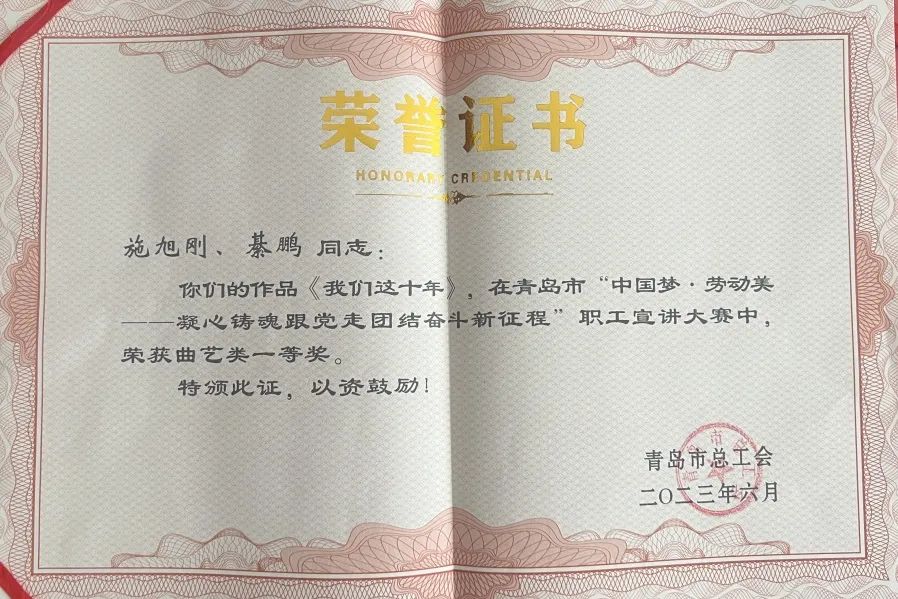 荣誉证书
HONORARY CREDENTIAL
施旭刚、綦鹏 同志：
你们的作品《我们这十年》，在青岛市“中国梦·劳动美
——凝心铸魂跟党走团结奋斗新征程”职工宣讲大赛中，
荣获曲艺类一等奖。
特颁此证，以资鼓励！
青岛市总工会
二〇二三年六月